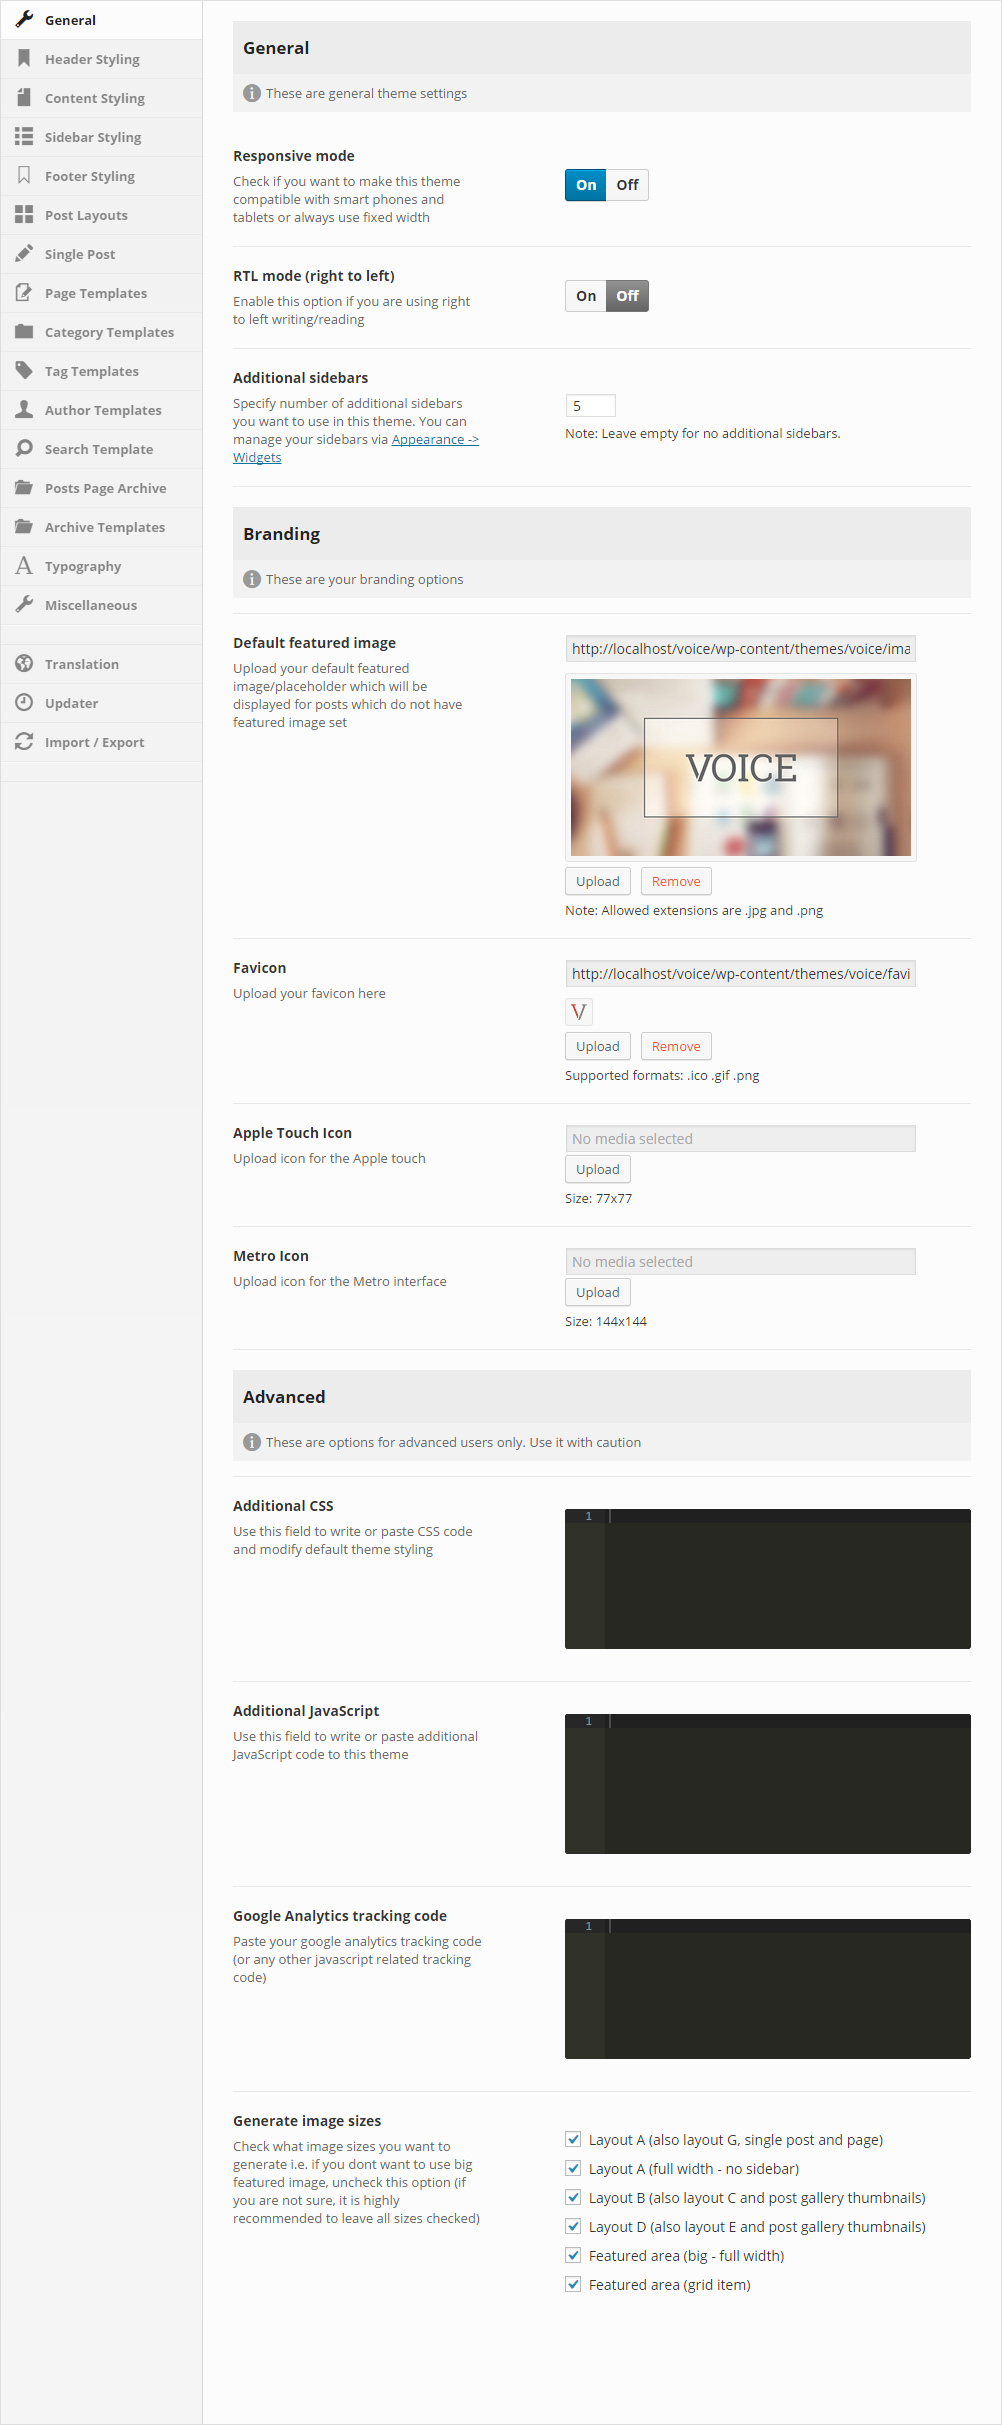 General
Header Styling
Content Styling
Sidebar Styling
Footer Styling
Post Layouts
Single Post
Page Templates
Category Templates
Tag Templates
Author Templates
Search Template
Posts Page Archive
Archive Templates
Typography
Miscellaneous
Translation
Updater
Import / Export
General
These are general theme settings
Responsive mode
Check if you want to make this theme
compatible with smart phones and
tablets or always use fixed width
On Off
RTL mode (right to left)
Enable this option if you are using right
to left writing/reading
On Off
Additional sidebars
Specify number of additional sidebars
you want to use in this theme. You can
manage your sidebars via Appearance ->
Widgets
5
Note: Leave empty for no additional sidebars.
Branding
These are your branding options
Default featured image
Upload your default featured
image/placeholder which will be
displayed for posts which do not have
featured image set
http://localhost/voice/wp-content/themes/voice/ima
VOICE
Upload Remove
Note: Allowed extensions are .jpg and .png
Favicon
Upload your favicon here
http://localhost/voice/wp-content/themes/voice/favi
V
Upload Remove
Supported formats: .ico .gif .png
Apple Touch Icon
Upload icon for the Apple touch
No media selected
Upload
Size: 77x77
Metro Icon
Upload icon for the Metro interface
No media selected
Upload
Size: 144x144
Advanced
These are options for advanced users only. Use it with caution
Additional CSS
Use this field to write or paste CSS code
and modify default theme styling
1
Additional JavaScript
Use this field to write or paste additional
JavaScript code to this theme
1
Google Analytics tracking code
Paste your google analytics tracking code
(or any other javascript related tracking
code)
1
Generate image sizes
Check what image sizes you want to
generate i.e. if you dont want to use big
featured image, uncheck this option (if
you are not sure, it is highly
recommended to leave all sizes checked)
Layout A (also layout G, single post and page)
Layout A (full width - no sidebar)
Layout B (also layout C and post gallery thumbnails)
Layout D (also layout E and post gallery thumbnails)
Featured area (big - full width)
Featured area (grid item)